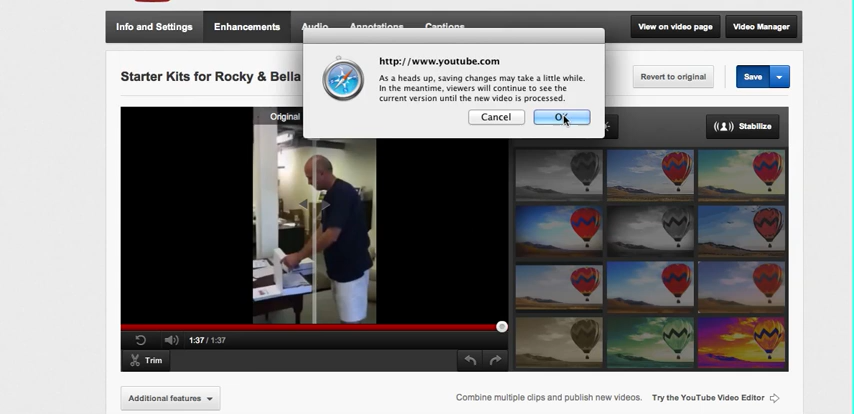 Info and Settings
Enhancements
Audio
Annotations
Captions
View on video page
Video Manager
http://www.youtube.com
As a heads up, saving changes may take a little while.
In the meantime, viewers will continue to see the
current version until the new video is processed.
Cancel
OK
Starter Kits for Rocky & Bella
Revert to original
Save
Original
Stabilize
1:37 / 1:37
Trim
Additional features
Combine multiple clips and publish new videos. Try the YouTube Video Editor